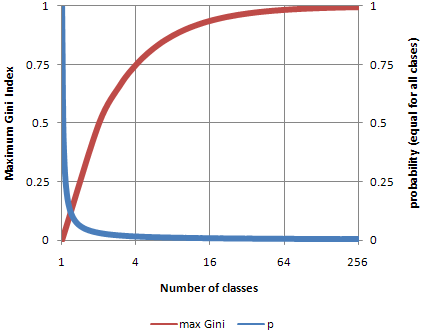 Maximum Gini Index
1
0.75
0.5
0.25
0
1
0.75
0.5
0.25
0
probability (equal for all clases)
1 4 16 64 256
Number of classes
max Gini p